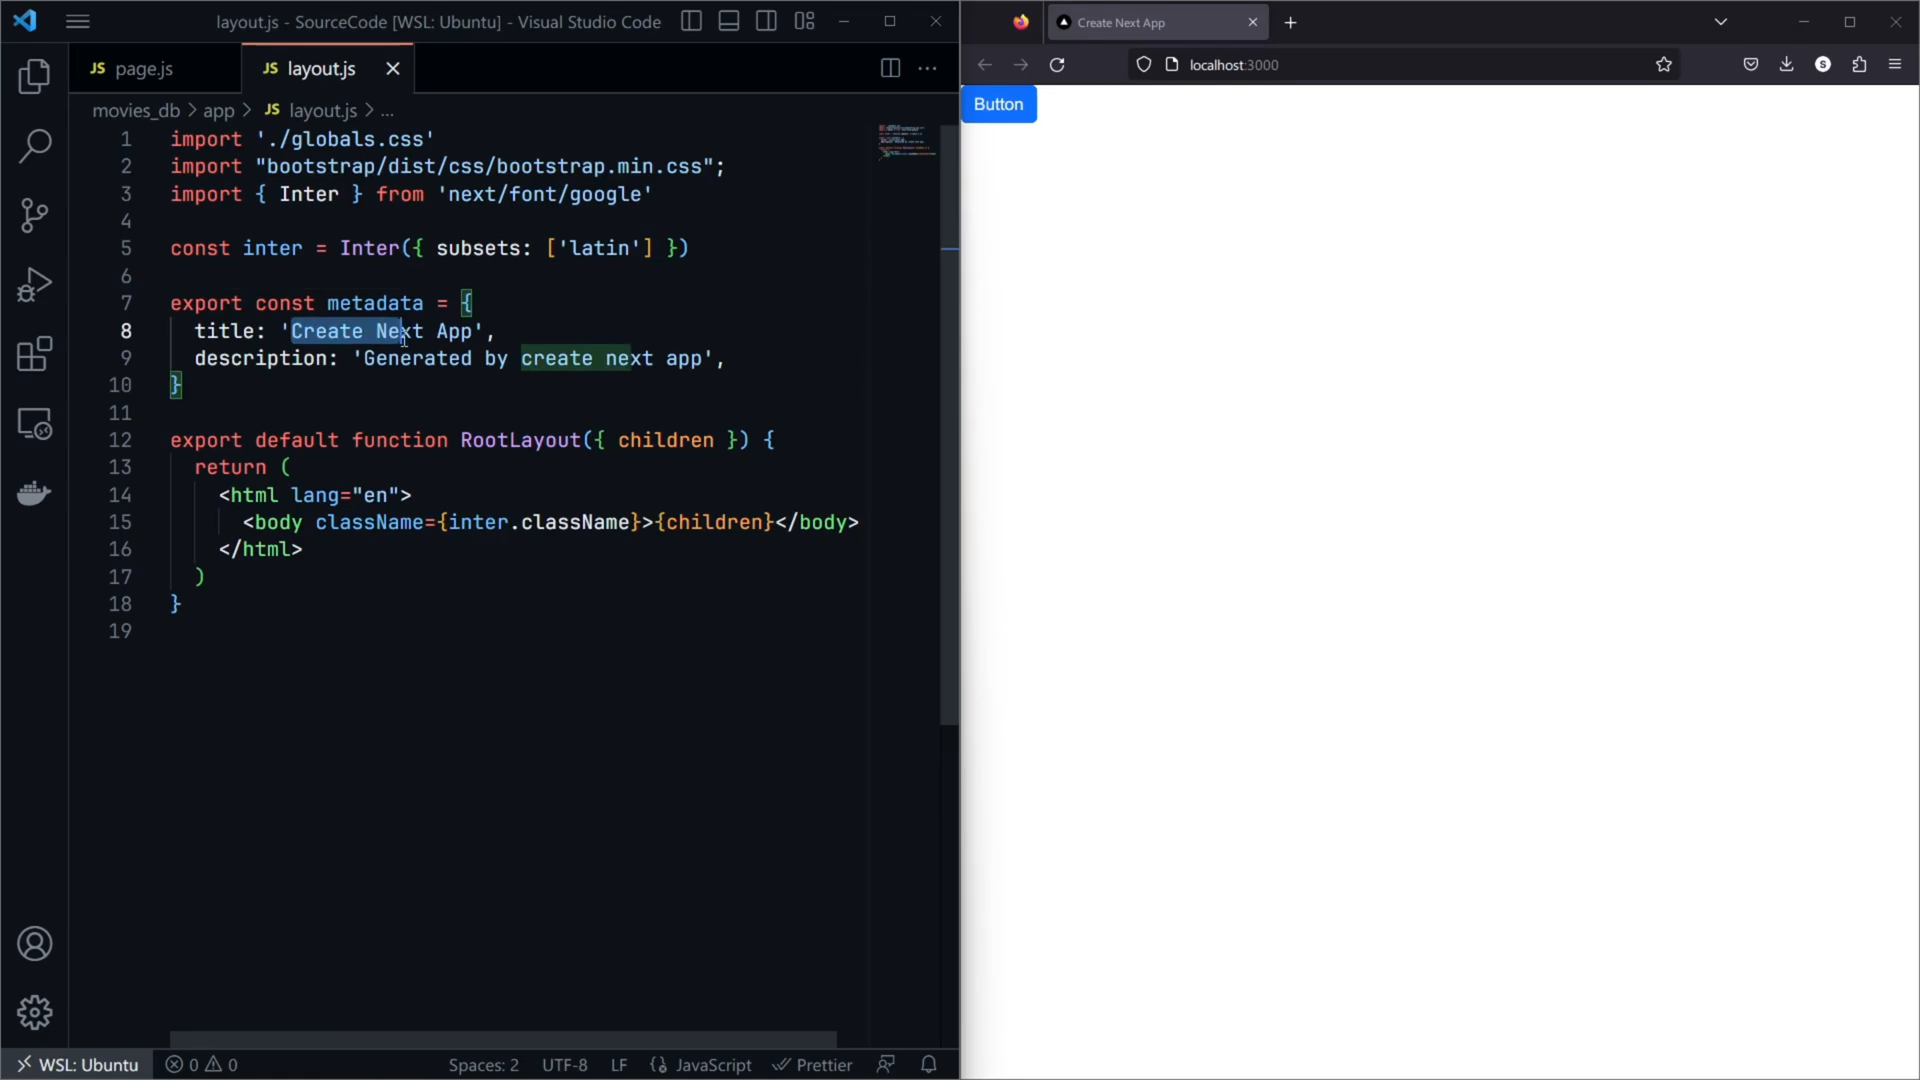 layout.js - SourceCode [WSL: Ubuntu] - Visual Studio Code
JS page.js
JS layout.js
movies_db > app > JS layout.js > ...
1 import './globals.css'
2 import "bootstrap/dist/css/bootstrap.min.css";
3 import { Inter } from 'next/font/google'
4
5 const inter = Inter({ subsets: ['latin'] })
6
7 export const metadata = {
8 title: 'Create Next App',
9 description: 'Generated by create next app',
10 }
11
12 export default function RootLayout({ children }) {
13 return (
14 <html lang="en">
15 <body className={inter.className}>{children}</body>
16 </html>
17 )
18 }
19
WSL: Ubuntu 0 0 Spaces: 2 UTF-8 LF JavaScript Prettier
Create Next App
localhost:3000
S
Button